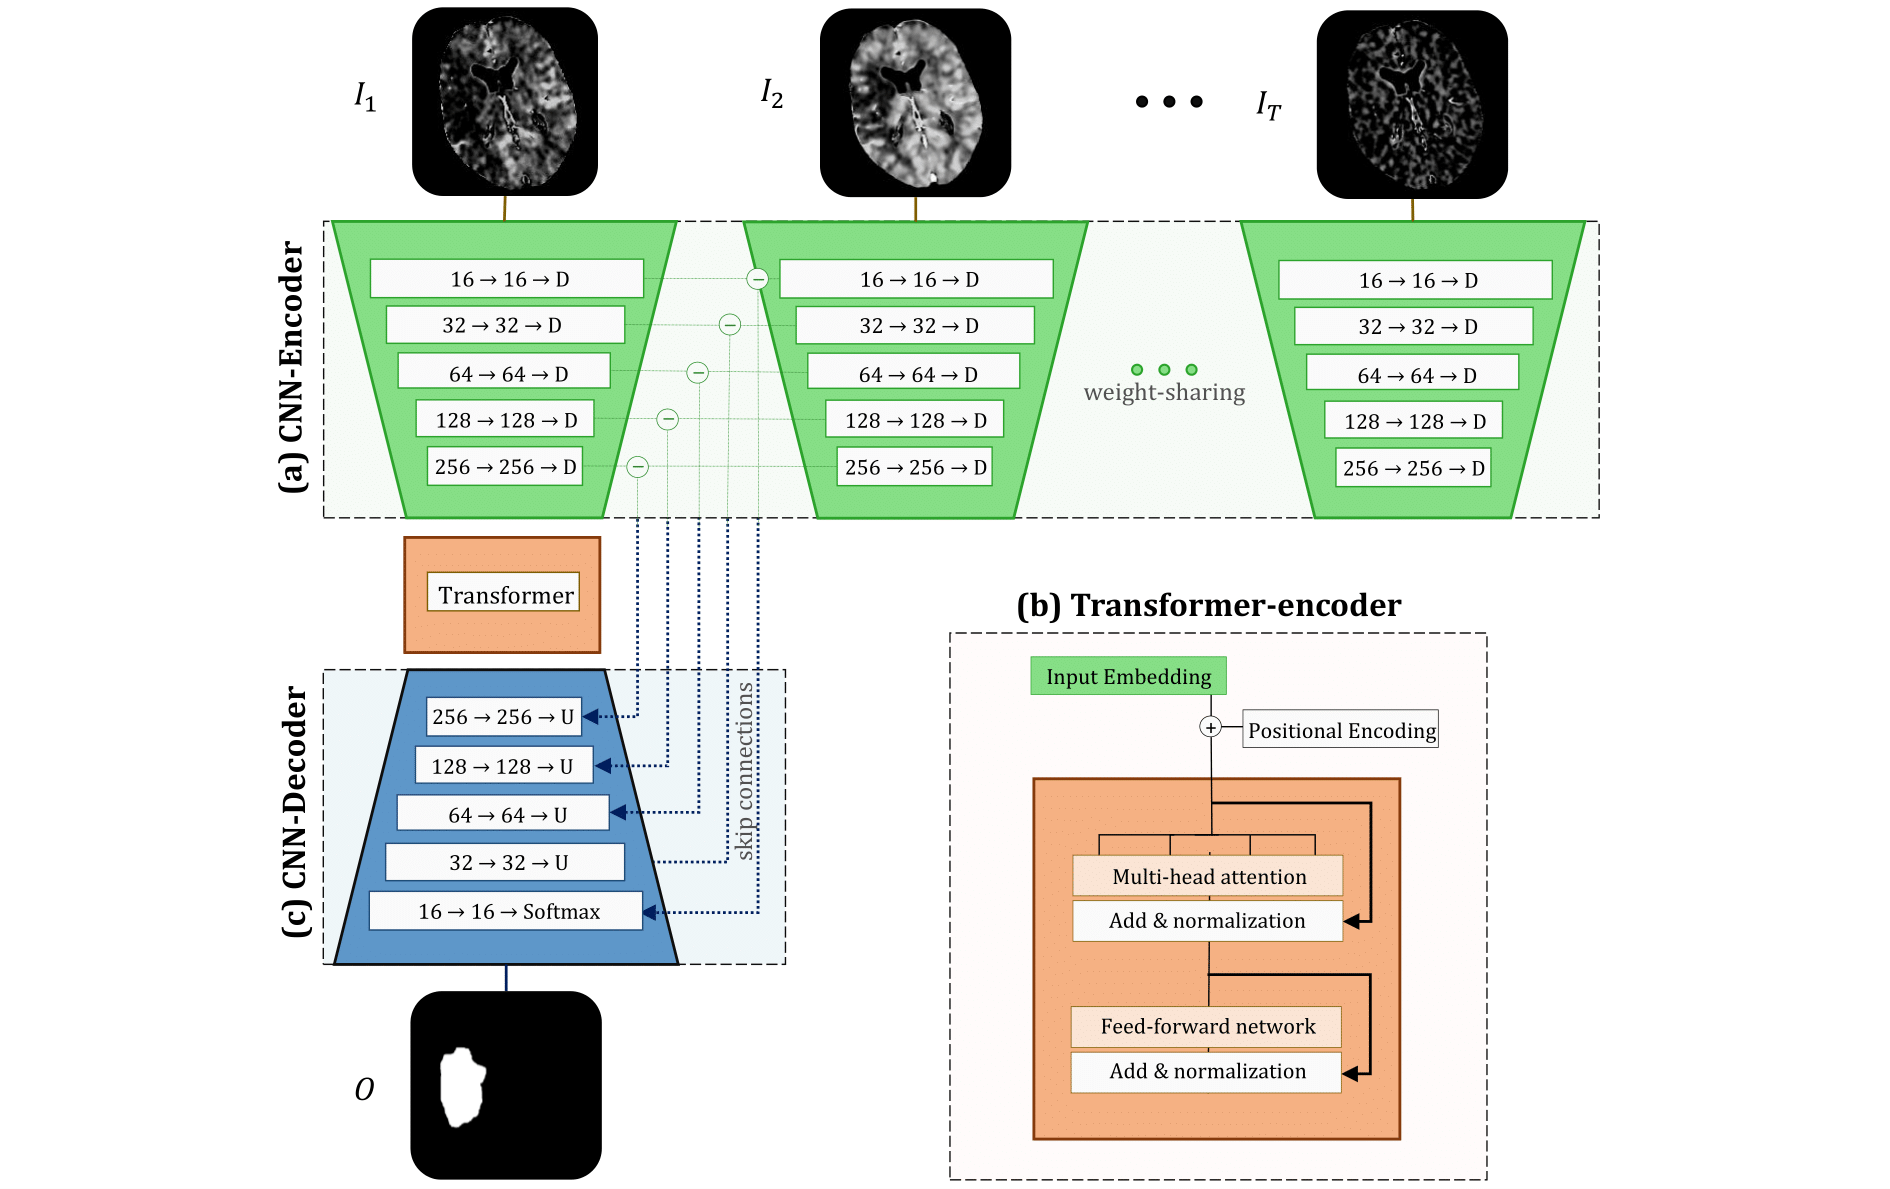 I₁
I₂
I_T
(a) CNN-Encoder
16 → 16 → D
32 → 32 → D
64 → 64 → D
128 → 128 → D
256 → 256 → D
−
−
−
−
−
16 → 16 → D
32 → 32 → D
64 → 64 → D
128 → 128 → D
256 → 256 → D
weight-sharing
16 → 16 → D
32 → 32 → D
64 → 64 → D
128 → 128 → D
256 → 256 → D
Transformer
(c) CNN-Decoder
256 → 256 → U
128 → 128 → U
64 → 64 → U
32 → 32 → U
16 → 16 → Softmax
skip connections
O
(b) Transformer-encoder
Input Embedding
+
Positional Encoding
Multi-head attention
Add & normalization
Feed-forward network
Add & normalization